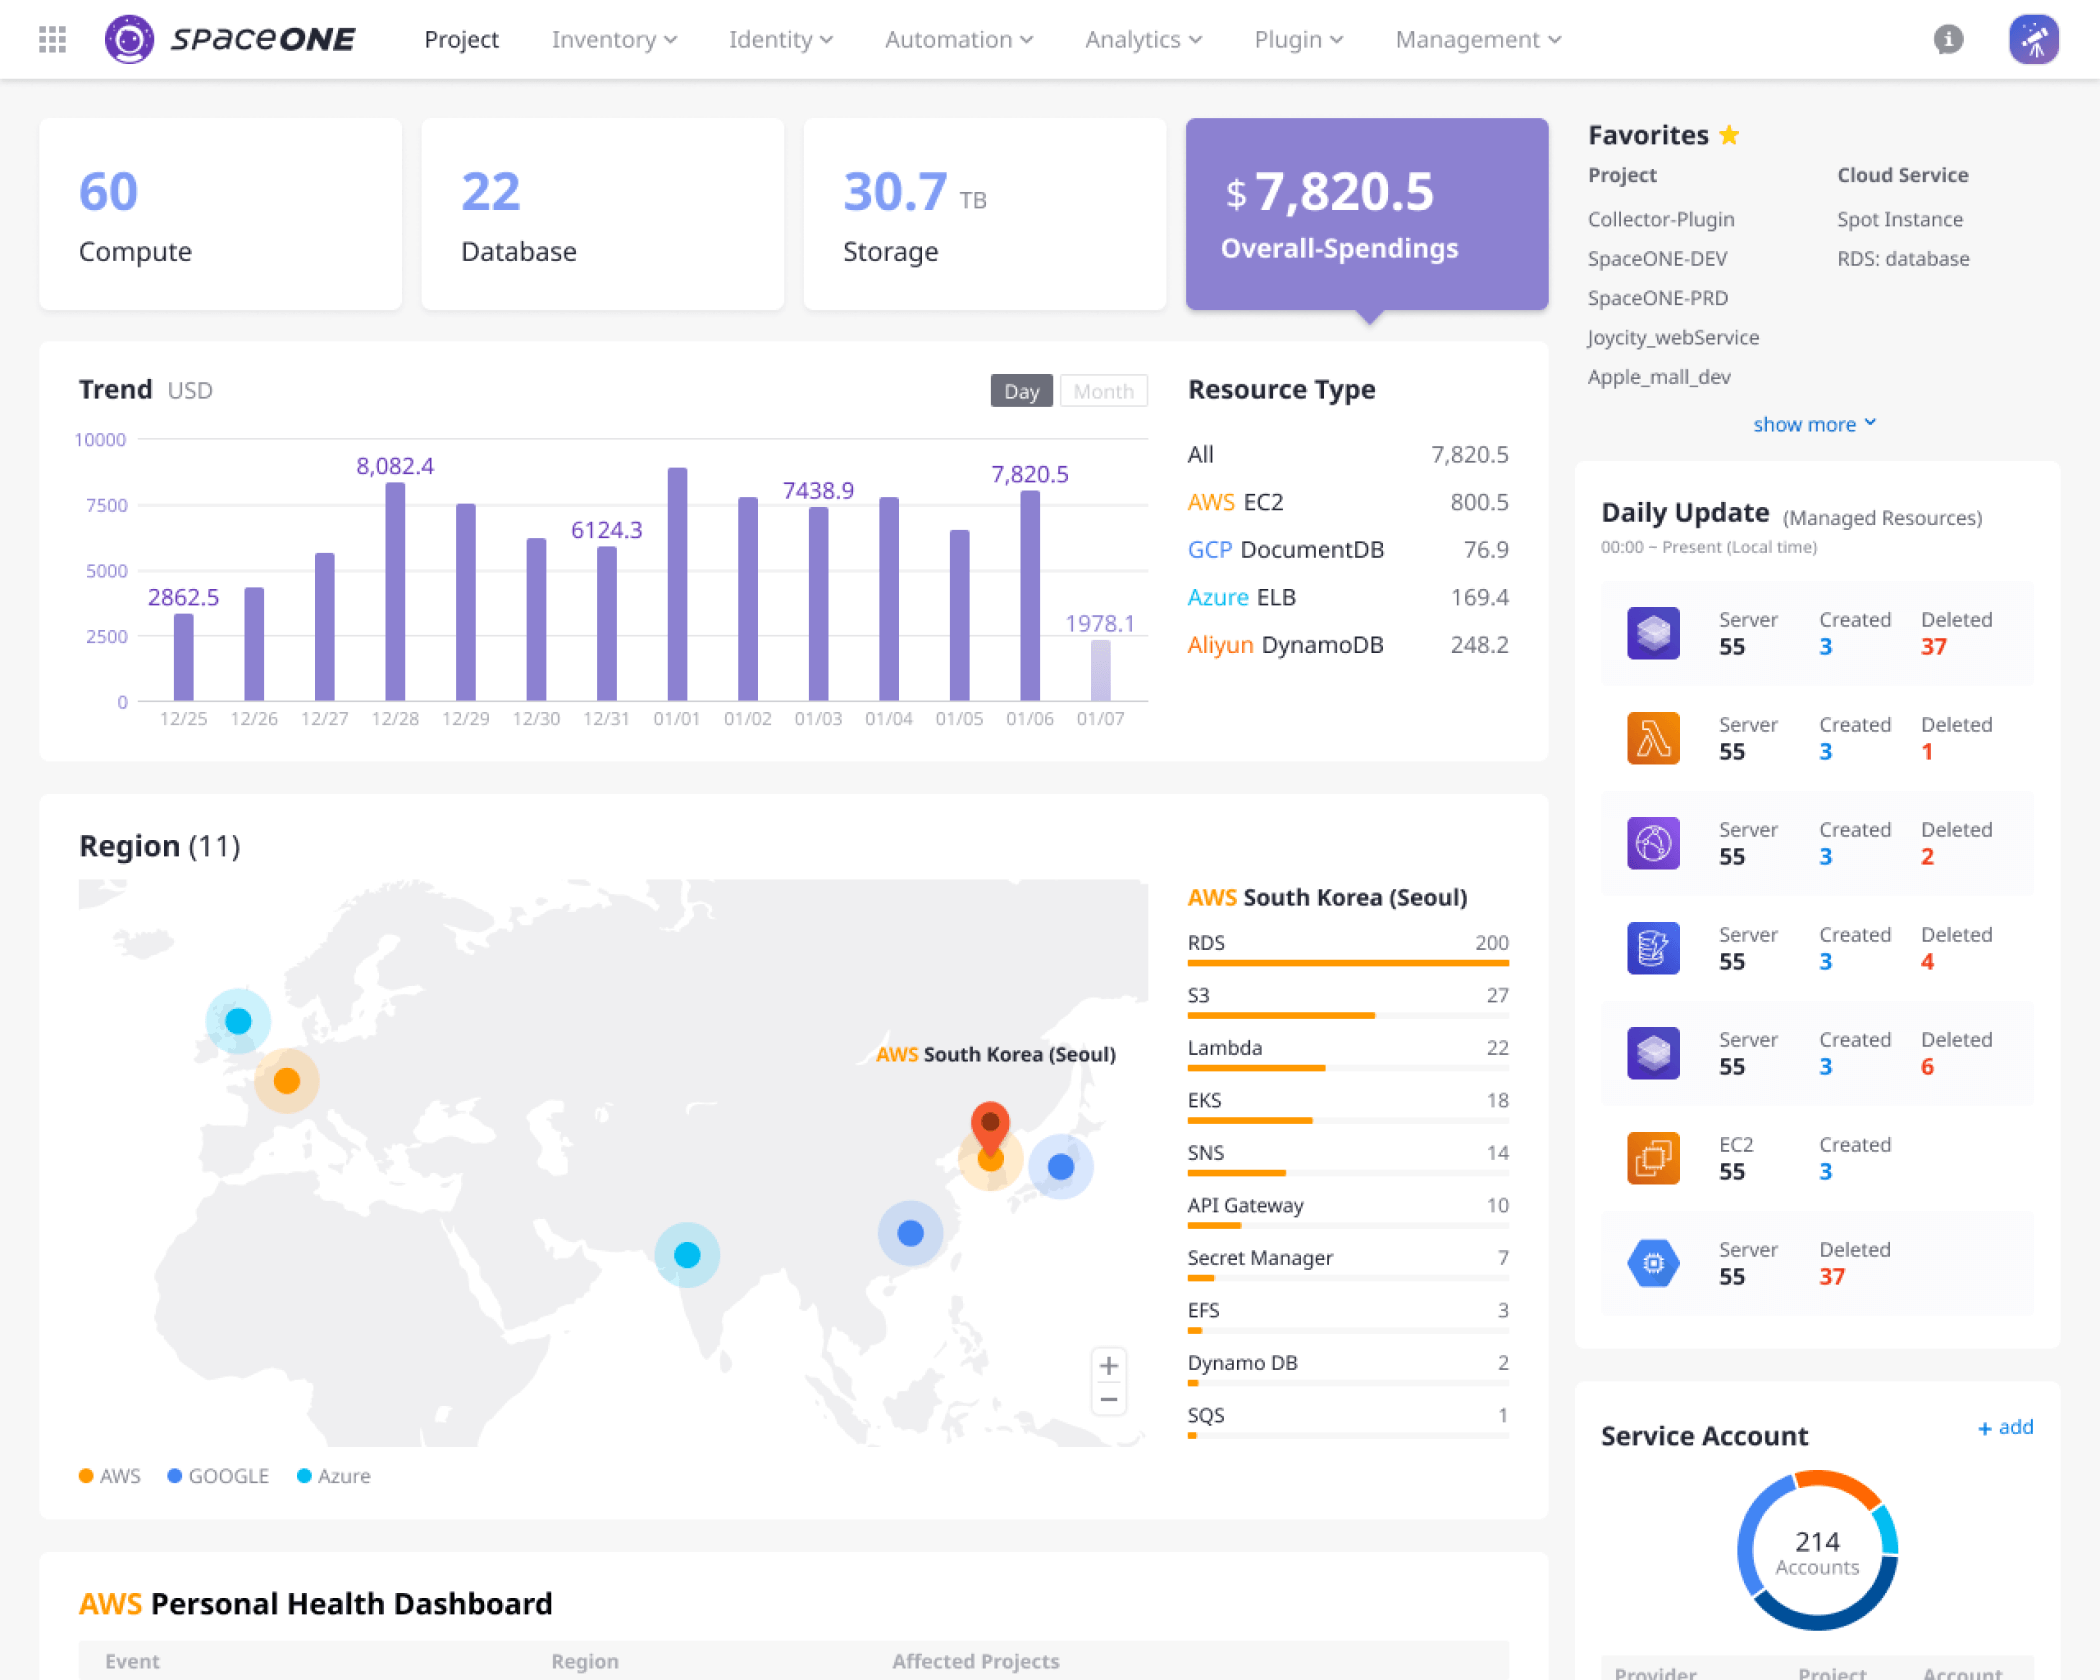 spaceONE Project Inventory Identity Automation Analytics Plugin Management
60
Compute
22
Database
30.7 TB
Storage
$ 7,820.5
Overall-Spendings
Favorites
Project Cloud Service
Collector-Plugin Spot Instance
SpaceONE-DEV RDS: database
SpaceONE-PRD
Joycity_webService
Apple_mall_dev
show more
Trend USD
Day Month
10000
7500
5000
2500
0
2862.5
8,082.4
6124.3
7438.9
7,820.5
1978.1
12/25 12/26 12/27 12/28 12/29 12/30 12/31 01/01 01/02 01/03 01/04 01/05 01/06 01/07
Resource Type
All 7,820.5
AWS EC2 800.5
GCP DocumentDB 76.9
Azure ELB 169.4
Aliyun DynamoDB 248.2
Daily Update (Managed Resources)
00:00 ~ Present (Local time)
Server Created Deleted
55 3 37
Server Created Deleted
55 3 1
Server Created Deleted
55 3 2
Server Created Deleted
55 3 4
Server Created Deleted
55 3 6
EC2 Created
55 3
Server Deleted
55 37
Region (11)
AWS South Korea (Seoul)
+
−
AWS GOOGLE Azure
AWS South Korea (Seoul)
RDS 200
S3 27
Lambda 22
EKS 18
SNS 14
API Gateway 10
Secret Manager 7
EFS 3
Dynamo DB 2
SQS 1
Service Account
+ add
214
Accounts
Provider Project Account
AWS Personal Health Dashboard
Event Region Affected Projects